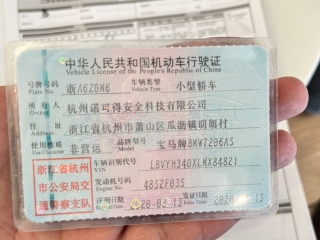 中华人民共和国机动车行驶证
Vehicle License of the People's Republic of China
号牌号码 浙A6Z0M6 车辆类型 小型轿车
Plate No. Vehicle Type
所有人 杭州诺可得安全科技有限公司
Owner
住址 浙江省杭州市萧山区瓜沥镇明朗村
Address
使用性质 非营运 宝马牌BMW7206AS
Use Character
浙江省杭州
市公安局交
通警察支队
车辆识别代号 LBVYH340XLMX84821
VIN
发动机号码 485ZF035
Engine No.
注册日期 发证日期